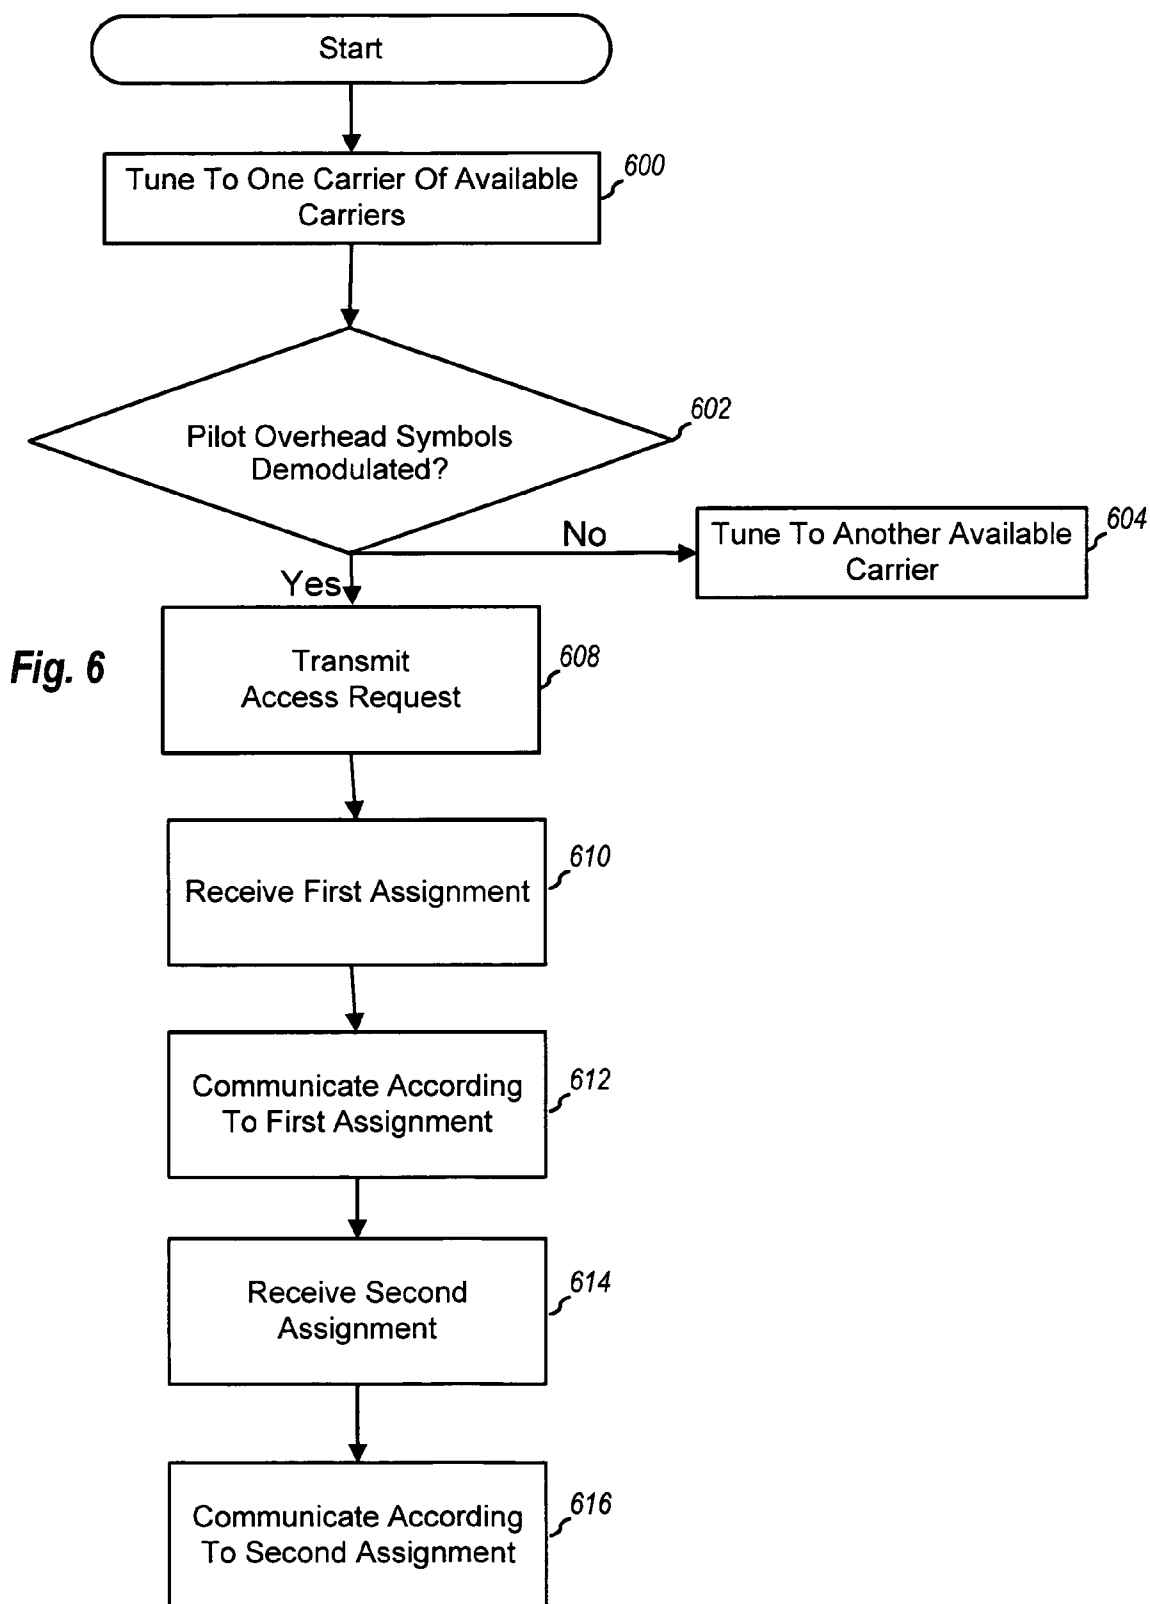 Start
Tune To One Carrier Of Available
Carriers
600
Pilot Overhead Symbols
Demodulated?
602
No
Tune To Another Available
Carrier
604
Yes
Fig. 6
Transmit
Access Request
608
Receive First Assignment
610
Communicate According
To First Assignment
612
Receive Second
Assignment
614
Communicate According
To Second Assignment
616